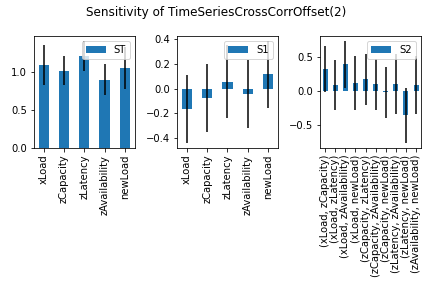 Sensitivity of TimeSeriesCrossCorrOffset(2)
ST
1.0
0.5
0.0
xLoad
zCapacity
zLatency
zAvailability
newLoad
S1
0.4
0.2
0.0
−0.2
−0.4
xLoad
zCapacity
zLatency
zAvailability
newLoad
S2
0.5
0.0
−0.5
(xLoad, zCapacity)
(xLoad, zLatency)
(xLoad, zAvailability)
(xLoad, newLoad)
(zCapacity, zLatency)
(zCapacity, zAvailability)
(zCapacity, newLoad)
(zLatency, zAvailability)
(zLatency, newLoad)
(zAvailability, newLoad)